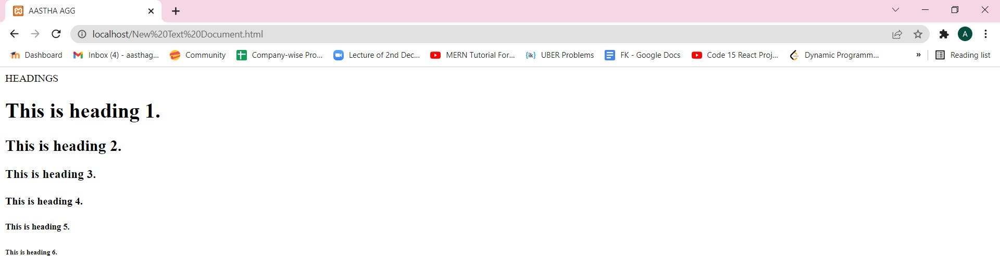 AASTHA AGG
localhost/New%20Text%20Document.html
A
Dashboard Inbox (4) - aasthag... Community Company-wise Pro... Lecture of 2nd Dec... MERN Tutorial For... {ik} UBER Problems FK - Google Docs Code 15 React Proj... Dynamic Programm... » Reading list
HEADINGS
This is heading 1.
This is heading 2.
This is heading 3.
This is heading 4.
This is heading 5.
This is heading 6.